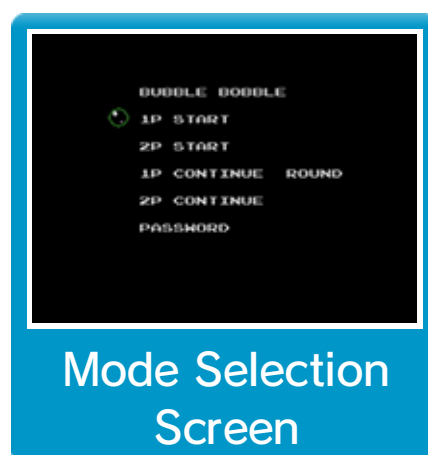 BUBBLE BOBBLE
1P START
2P START
1P CONTINUE ROUND
2P CONTINUE
PASSWORD
Mode Selection
Screen